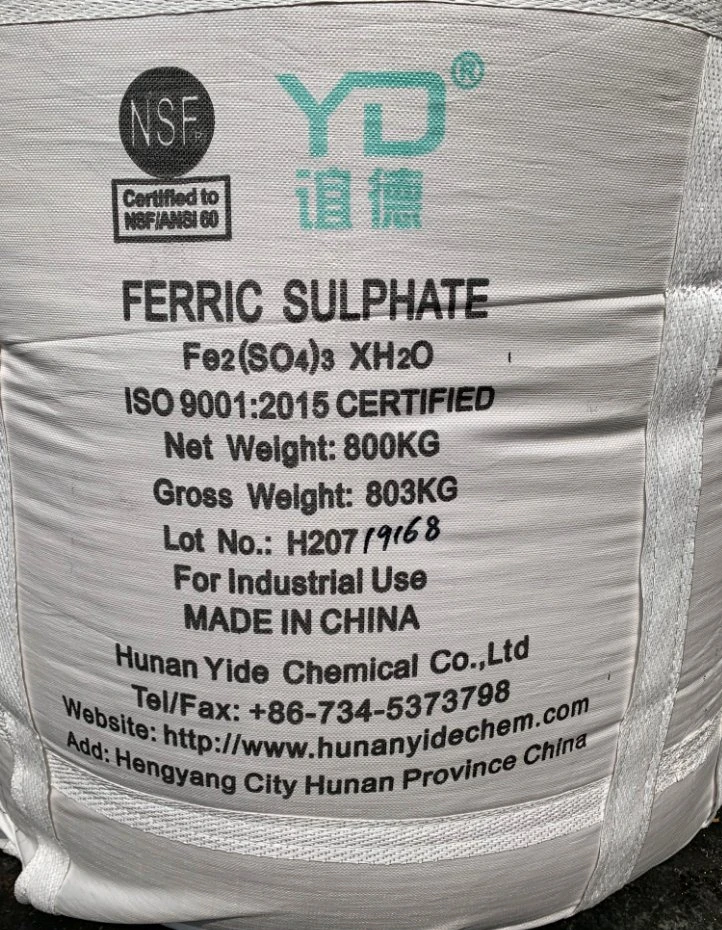 NSF
Certified to
NSF/ANSI 60
YD®
谊德
FERRIC SULPHATE
Fe2(SO4)3 XH2O
ISO 9001:2015 CERTIFIED
Net Weight: 800KG
Gross Weight: 803KG
Lot No.: H20719168
For Industrial Use
MADE IN CHINA
Hunan Yide Chemical Co.,Ltd
Tel/Fax: +86-734-5373798
Website: http://www.hunanyidechem.com
Add: Hengyang City Hunan Province China